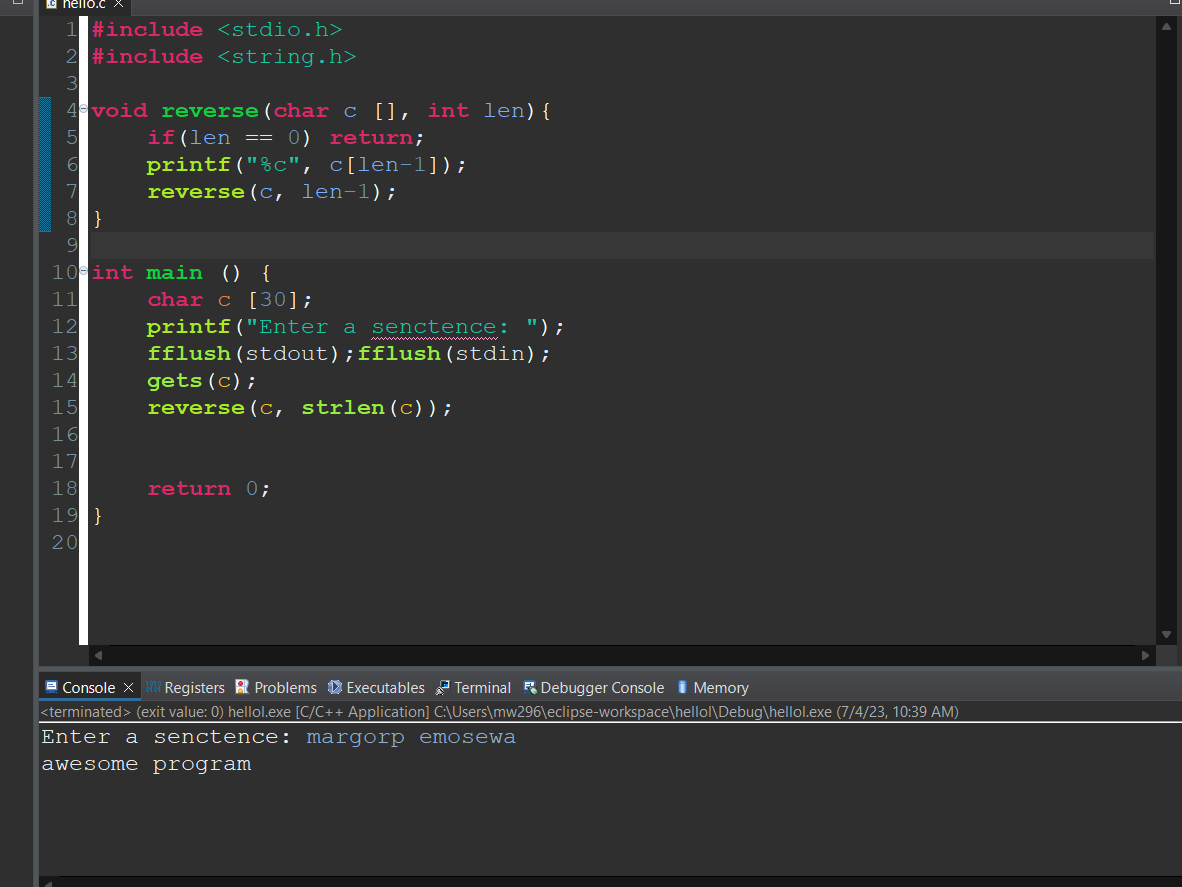 hello.c
1 #include <stdio.h>
2 #include <string.h>
3
4 void reverse(char c [], int len){
5 if(len == 0) return;
6 printf("%c", c[len-1]);
7 reverse(c, len-1);
8 }
9
10 int main () {
11 char c [30];
12 printf("Enter a senctence: ");
13 fflush(stdout);fflush(stdin);
14 gets(c);
15 reverse(c, strlen(c));
16
17
18 return 0;
19 }
20
Console Registers Problems Executables Terminal Debugger Console Memory
<terminated> (exit value: 0) hellol.exe [C/C++ Application] C:\Users\mw296\eclipse-workspace\hellol\Debug\hellol.exe (7/4/23, 10:39 AM)
Enter a senctence: margorp emosewa
awesome program